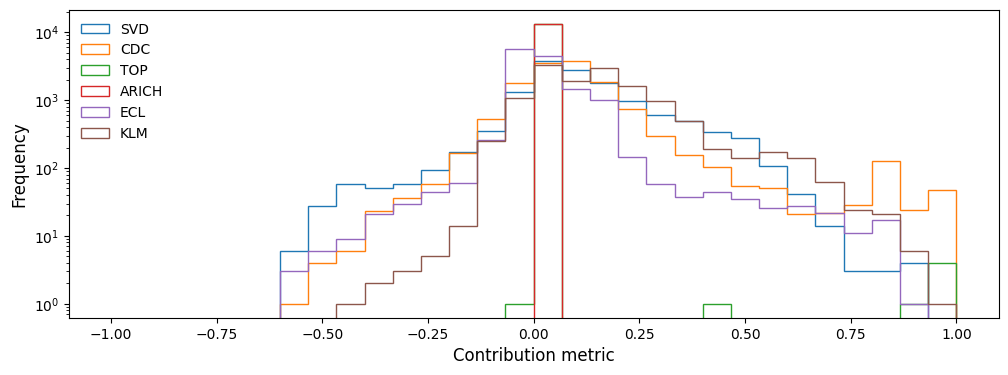 SVD
CDC
TOP
ARICH
ECL
KLM
Frequency
10⁴
10³
10²
10¹
10⁰
−1.00 −0.75 −0.50 −0.25 0.00 0.25 0.50 0.75 1.00
Contribution metric